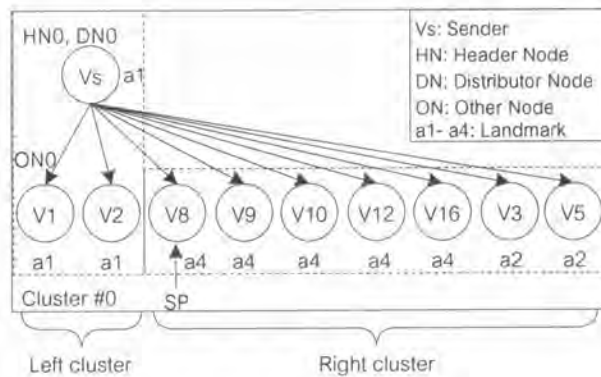 HN0, DN0
Vs
a1
Vs: Sender
HN: Header Node
DN: Distributor Node
ON: Other Node
a1- a4: Landmark
ON0
V1 V2 V8 V9 V10 V12 V16 V3 V5
a1 a1 a4 a4 a4 a4 a4 a2 a2
Cluster #0
SP
Left cluster
Right cluster